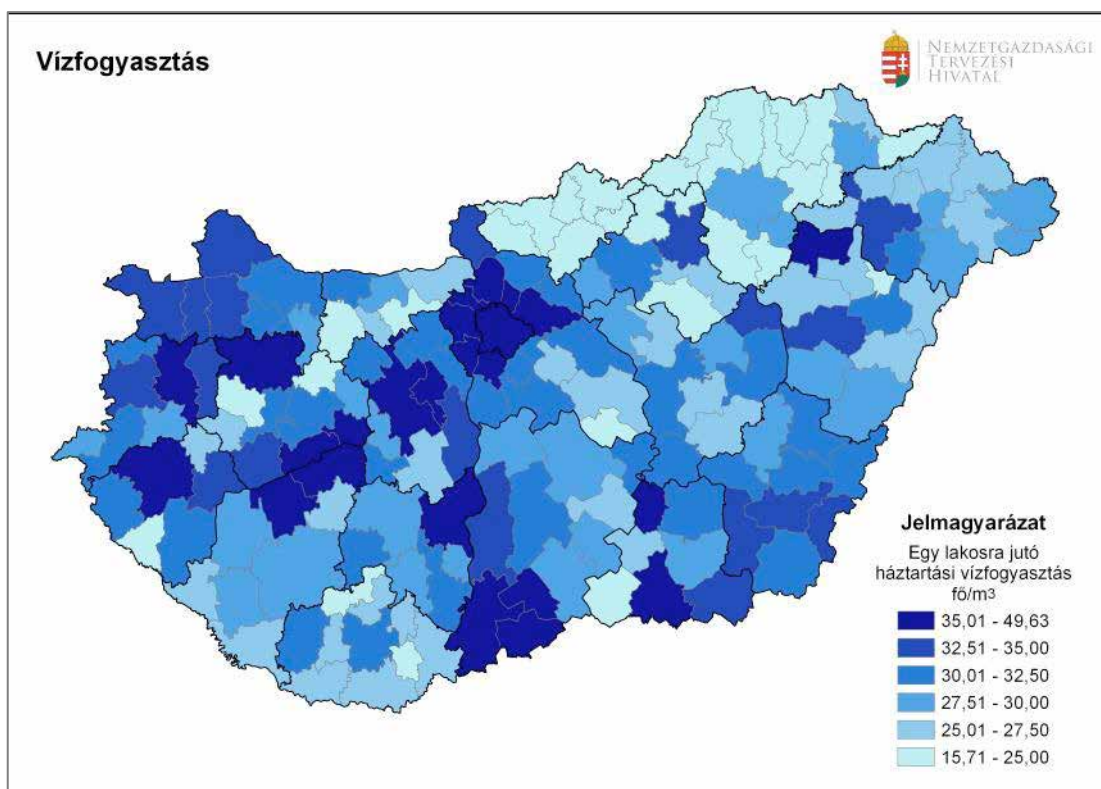 Vízfogyasztás
NEMZETGAZDASÁGI
TERVEZÉSI
HIVATAL
Jelmagyarázat
Egy lakosra jutó
háztartási vízfogyasztás
fő/m3
35,01 - 49,63
32,51 - 35,00
30,01 - 32,50
27,51 - 30,00
25,01 - 27,50
15,71 - 25,00